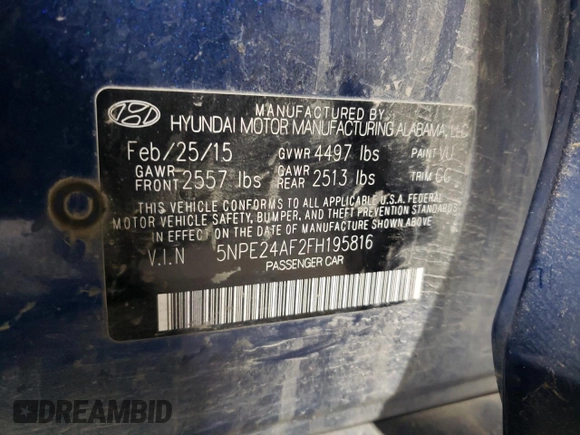 MANUFACTURED BY
HYUNDAI MOTOR MANUFACTURING ALABAMA, LLC
Feb/25/15 GVWR 4497 lbs PAINT VU
GAWR FRONT 2557 lbs GAWR REAR 2513 lbs TRIM GC
THIS VEHICLE CONFORMS TO ALL APPLICABLE U.S.A. FEDERAL
MOTOR VEHICLE SAFETY, BUMPER, AND THEFT PREVENTION STANDARDS
IN EFFECT ON THE DATE OF MANUFACTURE SHOWN ABOVE
V.I.N 5NPE24AF2FH195816
PASSENGER CAR
DREAMBID